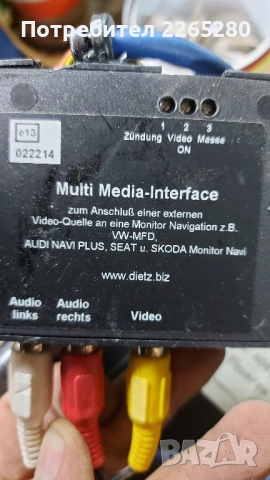 Потребител 2265280
e13
022214
1 2 3
Zündung Video Masse
ON
Multi Media-Interface
zum Anschluß einer externen
Video-Quelle an eine Monitor Navigation z.B.
VW-MFD,
AUDI NAVI PLUS, SEAT u. SKODA Monitor Navi
www.dietz.biz
Audio links
Audio rechts
Video
bazar